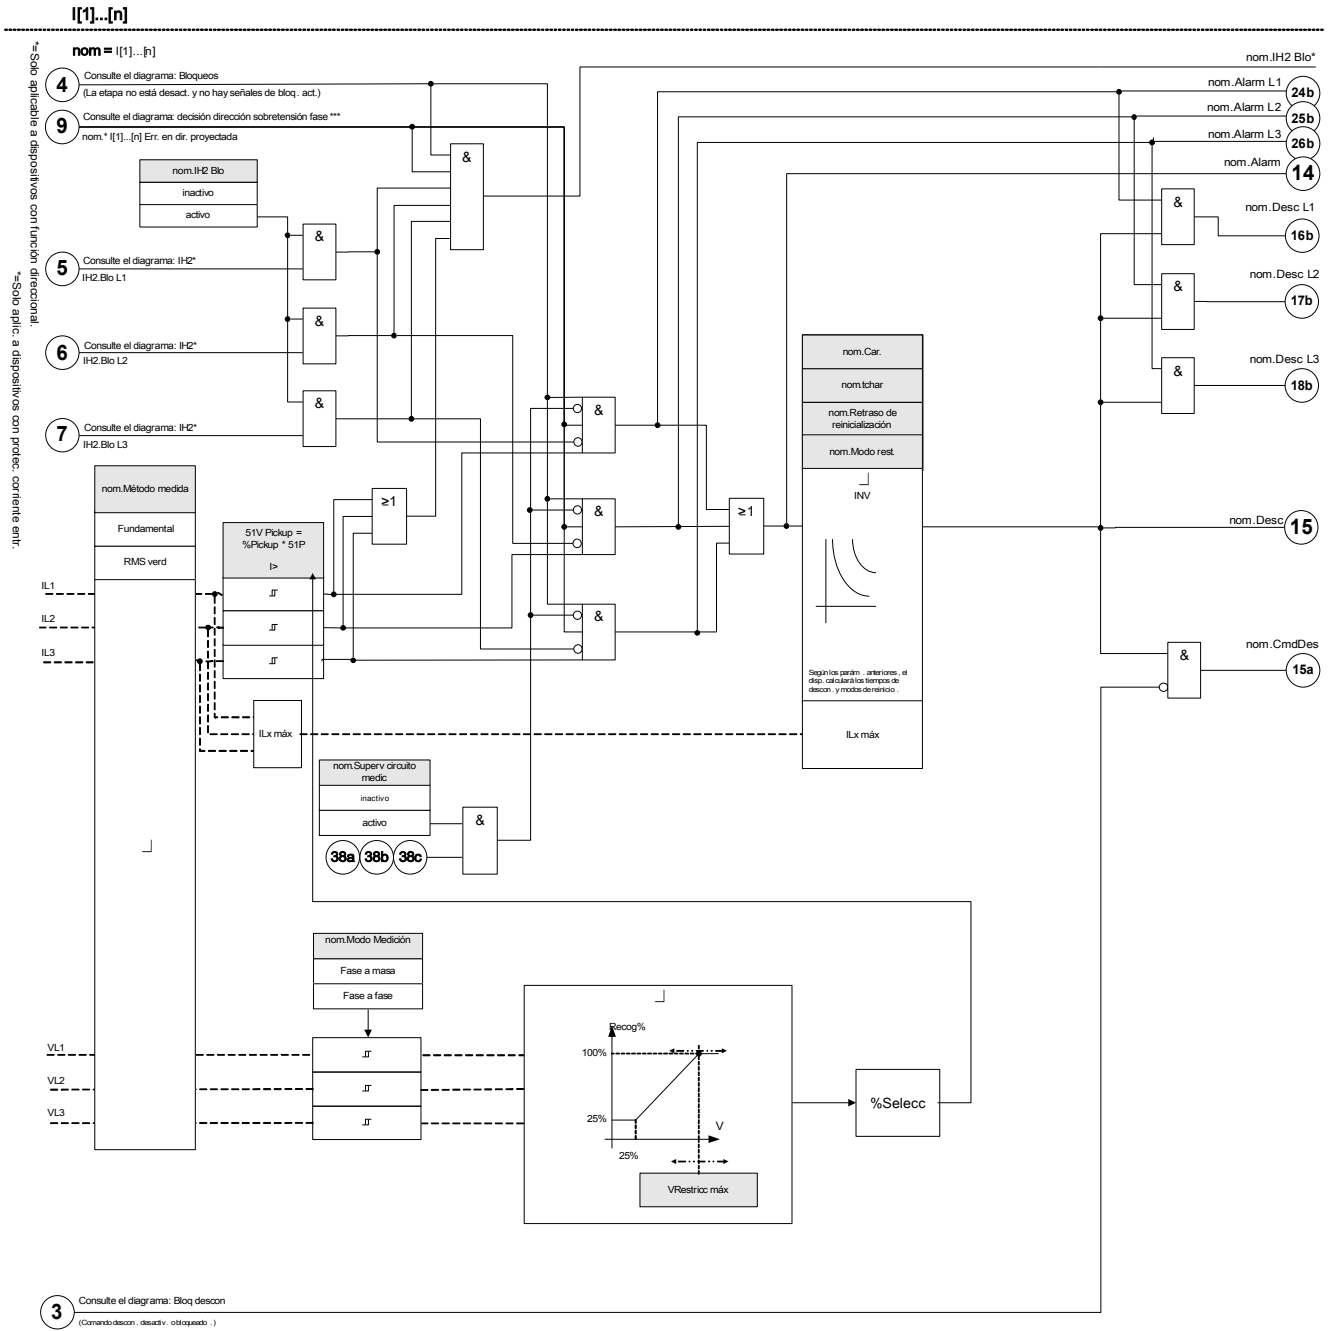 I[1]...[n]
nom = I[1]...[n]
*=Solo aplicable a dispositivos con función direccional.
*=Solo aplic. a dispositivos con protec. corriente entr.
4
Consulte el diagrama: Bloqueos
(La etapa no está desact. y no hay señales de bloq. act.)
9
Consulte el diagrama: decisión dirección sobretensión fase ***
nom.* I[1]...[n] Err. en dir. proyectada
nom.IH2 Blo
inactivo
activo
5
Consulte el diagrama: IH2*
IH2.Blo L1
6
Consulte el diagrama: IH2*
IH2.Blo L2
7
Consulte el diagrama: IH2*
IH2.Blo L3
&
&
&
&
nom.IH2 Blo*
nom.Alarm L1
24b
nom.Alarm L2
25b
nom.Alarm L3
26b
nom.Alarm
14
&
nom.Desc L1
16b
&
nom.Desc L2
17b
&
nom.Desc L3
18b
nom.Método medida
Fundamental
RMS verd
51V Pickup =
%Pickup * 51P
I>
IL1
IL2
IL3
≥1
&
&
&
≥1
nom.Car.
nom.tchar
nom.Retraso de
reinicialización
nom.Modo rest.
INV
Según los parám. anteriores, el
disp. calculará los tiempos de
descon. y modos de reinicio.
ILx máx
nom.Desc
15
nom.CmdDes
&
15a
ILx máx
nom.Superv circuito
medic
inactivo
activo
38a
38b
38c
&
nom.Modo Medición
Fase a masa
Fase a fase
VL1
VL2
VL3
Recog%
100%
25%
V
25%
VRestricc máx
%Selecc
3
Consulte el diagrama: Bloq descon
(Comando descon. desactiv. o bloqueado.)